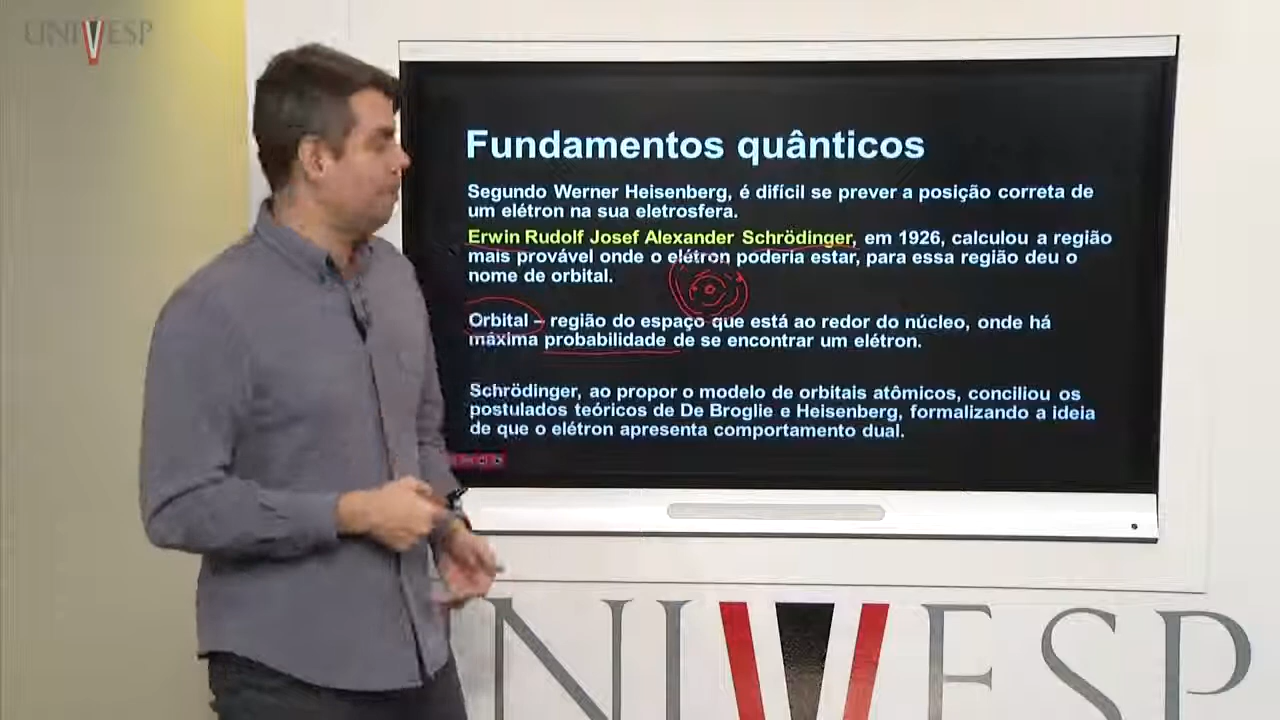 UNIVESP
Fundamentos quânticos
Segundo Werner Heisenberg, é difícil se prever a posição correta de
um elétron na sua eletrosfera.
Erwin Rudolf Josef Alexander Schrödinger, em 1926, calculou a região
mais provável onde o elétron poderia estar, para essa região deu o
nome de orbital.
Orbital – região do espaço que está ao redor do núcleo, onde há
máxima probabilidade de se encontrar um elétron.
Schrödinger, ao propor o modelo de orbitais atômicos, conciliou os
postulados teóricos de De Broglie e Heisenberg, formalizando a ideia
de que o elétron apresenta comportamento dual.
UNIVESP